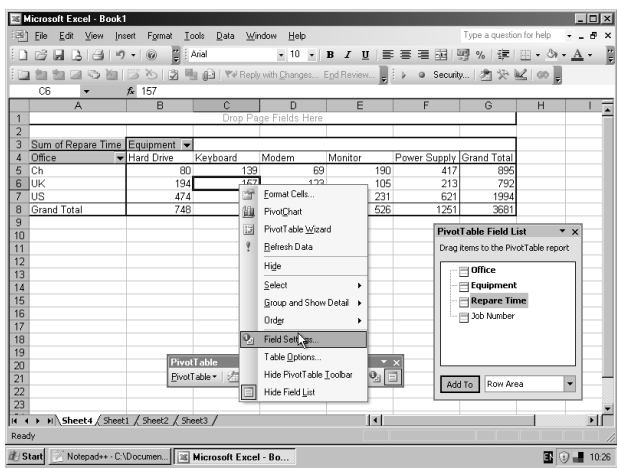 Microsoft Excel - Book1
File Edit View Insert Format Tools Data Window Help Type a question for help
Arial 10 B I U %
Reply with Changes... End Review... Security...
C6 fx 157
A B C D E F G H I
1 Drop Page Fields Here
2
3 Sum of Repare Time Equipment
4 Office Hard Drive Keyboard Modem Monitor Power Supply Grand Total
5 Ch 80 139 69 190 417 895
6 UK 194 157 123 105 213 792
7 US 474 231 621 1994
8 Grand Total 748 526 1251 3681
9
10
11
12
13
14
15
16
17
18
19
20
21
22
23
Format Cells...
PivotChart
PivotTable Wizard
Refresh Data
Hide
Select
Group and Show Detail
Order
Field Settings...
Table Options...
Hide PivotTable Toolbar
Hide Field List
PivotTable
PivotTable
PivotTable Field List
Drag items to the PivotTable report
Office
Equipment
Repare Time
Job Number
Add To Row Area
Sheet4 Sheet1 Sheet2 Sheet3
Ready
Start Notepad++ - C:\Documen... Microsoft Excel - Bo... 10:26